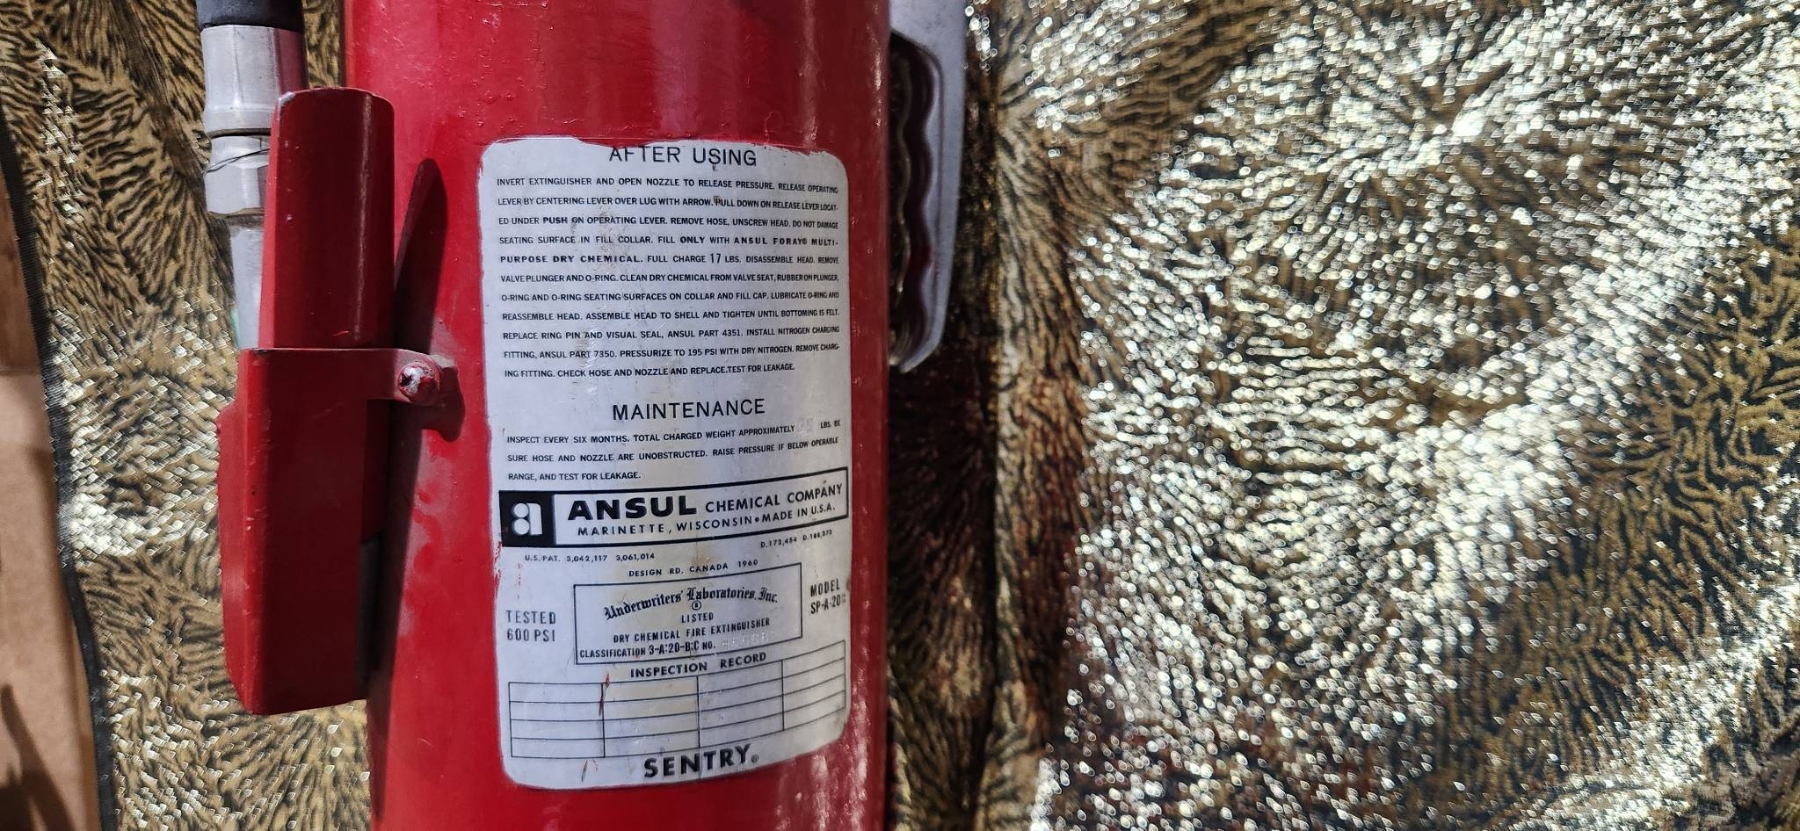 AFTER USING
INVERT EXTINGUISHER AND OPEN NOZZLE TO RELEASE PRESSURE. RELEASE OPERATING
LEVER BY CENTERING LEVER OVER LUG WITH ARROW. PULL DOWN ON RELEASE LEVER LOCAT-
ED UNDER PUSH ON OPERATING LEVER. REMOVE HOSE, UNSCREW HEAD. DO NOT DAMAGE
SEATING SURFACE IN FILL COLLAR. FILL ONLY WITH ANSUL FORAY® MULTI-
PURPOSE DRY CHEMICAL. FULL CHARGE 17 LBS. DISASSEMBLE HEAD. REMOVE
VALVE PLUNGER AND O-RING. CLEAN DRY CHEMICAL FROM VALVE SEAT, RUBBER ON PLUNGER,
O-RING AND O-RING SEATING SURFACES ON COLLAR AND FILL CAP. LUBRICATE O-RING AND
REASSEMBLE HEAD. ASSEMBLE HEAD TO SHELL AND TIGHTEN UNTIL BOTTOMING IS FELT.
REPLACE RING PIN AND VISUAL SEAL, ANSUL PART 4351. INSTALL NITROGEN CHARGING
FITTING, ANSUL PART 7350. PRESSURIZE TO 195 PSI WITH DRY NITROGEN. REMOVE CHARG-
ING FITTING. CHECK HOSE AND NOZZLE AND REPLACE. TEST FOR LEAKAGE.
MAINTENANCE
INSPECT EVERY SIX MONTHS. TOTAL CHARGED WEIGHT APPROXIMATELY LBS. BE
SURE HOSE AND NOZZLE ARE UNOBSTRUCTED. RAISE PRESSURE IF BELOW OPERABLE
RANGE, AND TEST FOR LEAKAGE.
a ANSUL CHEMICAL COMPANY
MARINETTE, WISCONSIN • MADE IN U.S.A.
U.S. PAT. 3,042,117 3,061,014
DESIGN RD. CANADA 1960
TESTED
600 PSI
Underwriters' Laboratories, Inc.
®
LISTED
DRY CHEMICAL FIRE EXTINGUISHER
CLASSIFICATION 3-A:20-B:C NO.
MODEL
SP-A-20
INSPECTION RECORD
SENTRY®